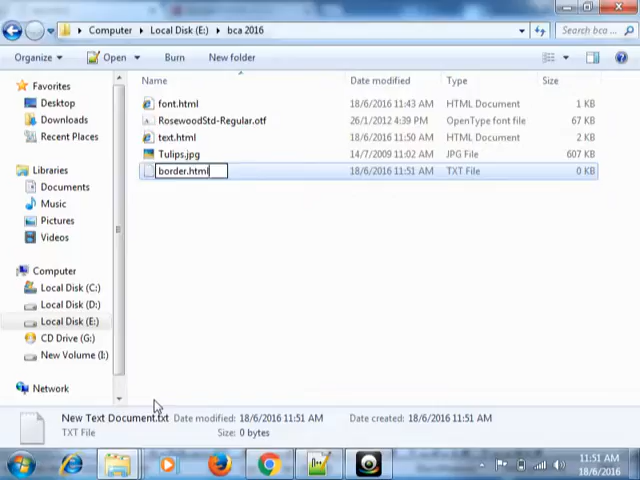 Computer ▸ Local Disk (E:) ▸ bca 2016
Search bca ...
Organize Open Burn New folder
Name Date modified Type Size
font.html 18/6/2016 11:43 AM HTML Document 1 KB
RosewoodStd-Regular.otf 26/1/2012 4:39 PM OpenType font file 67 KB
text.html 18/6/2016 11:50 AM HTML Document 2 KB
Tulips.jpg 14/7/2009 11:02 AM JPG File 607 KB
border.html 18/6/2016 11:51 AM TXT File 0 KB
Favorites
Desktop
Downloads
Recent Places
Libraries
Documents
Music
Pictures
Videos
Computer
Local Disk (C:)
Local Disk (D:)
Local Disk (E:)
CD Drive (G:)
New Volume (I:)
Network
New Text Document.txt Date modified: 18/6/2016 11:51 AM Date created: 18/6/2016 11:51 AM
TXT File Size: 0 bytes
11:51 AM
18/6/2016